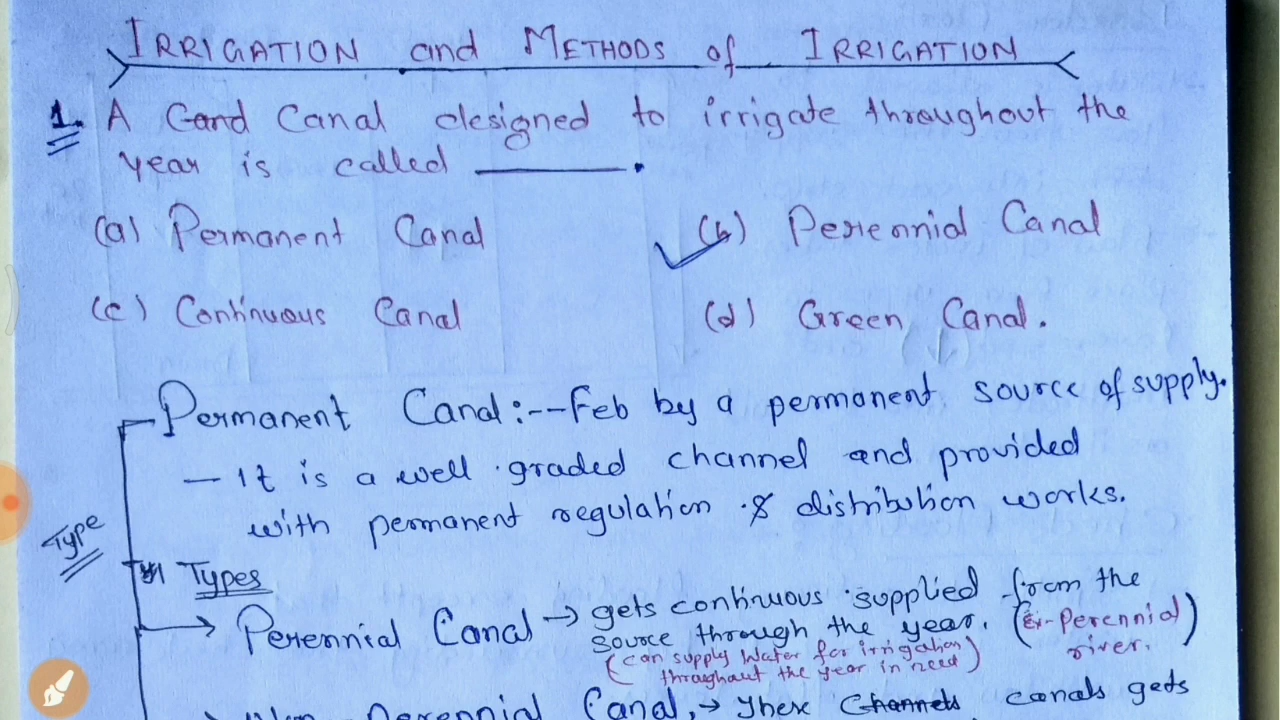 IRRIGATION and METHODS of IRRIGATION
1. A Cand Canal designed to irrigate throughout the
year is called ______.
(a) Permanent Canal (b) Perennial Canal
(c) Continuous Canal (d) Green Canal.
Permanent Canal:-- Feb by a permanent source of supply.
— It is a well graded channel and provided
with permanent regulation & distribution works.
Type
Types
Perennial Canal → gets continuous supplied from the
source through the year. (Ex- Perennial river.)
(can supply water for irrigation
throughout the year in need)
Non Perennial Canal, → These Channels canals gets